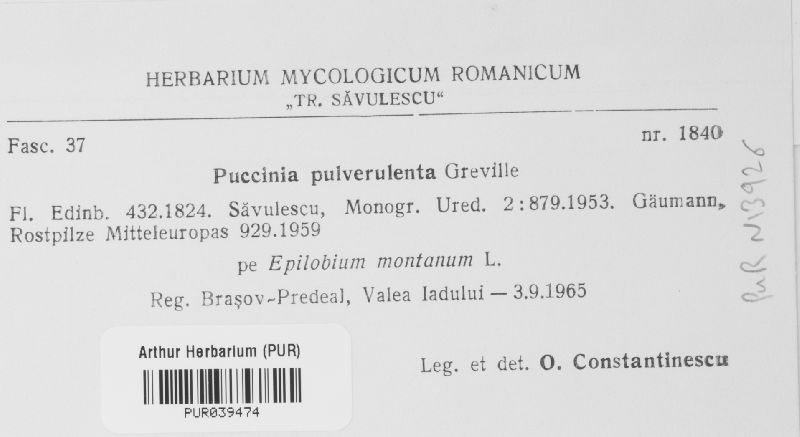 HERBARIUM MYCOLOGICUM ROMANICUM
„TR. SĂVULESCU“
Fasc. 37 nr. 1840
Puccinia pulverulenta Greville
Fl. Edinb. 432.1824. Săvulescu, Monogr. Ured. 2:879.1953. Gäumann,
Rostpilze Mitteleuropas 929.1959
pe Epilobium montanum L.
Reg. Brașov-Predeal, Valea Iadului — 3.9.1965
Leg. et det. O. Constantinescu
Arthur Herbarium (PUR)
PUR039474
PUR N13926